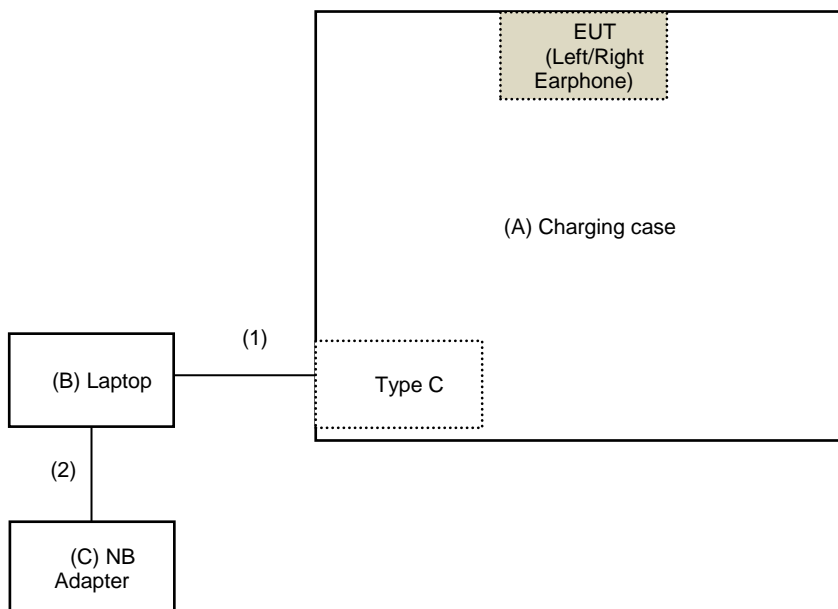 EUT
(Left/Right
Earphone)
(A) Charging case
(1)
(B) Laptop
Type C
(2)
(C) NB
Adapter